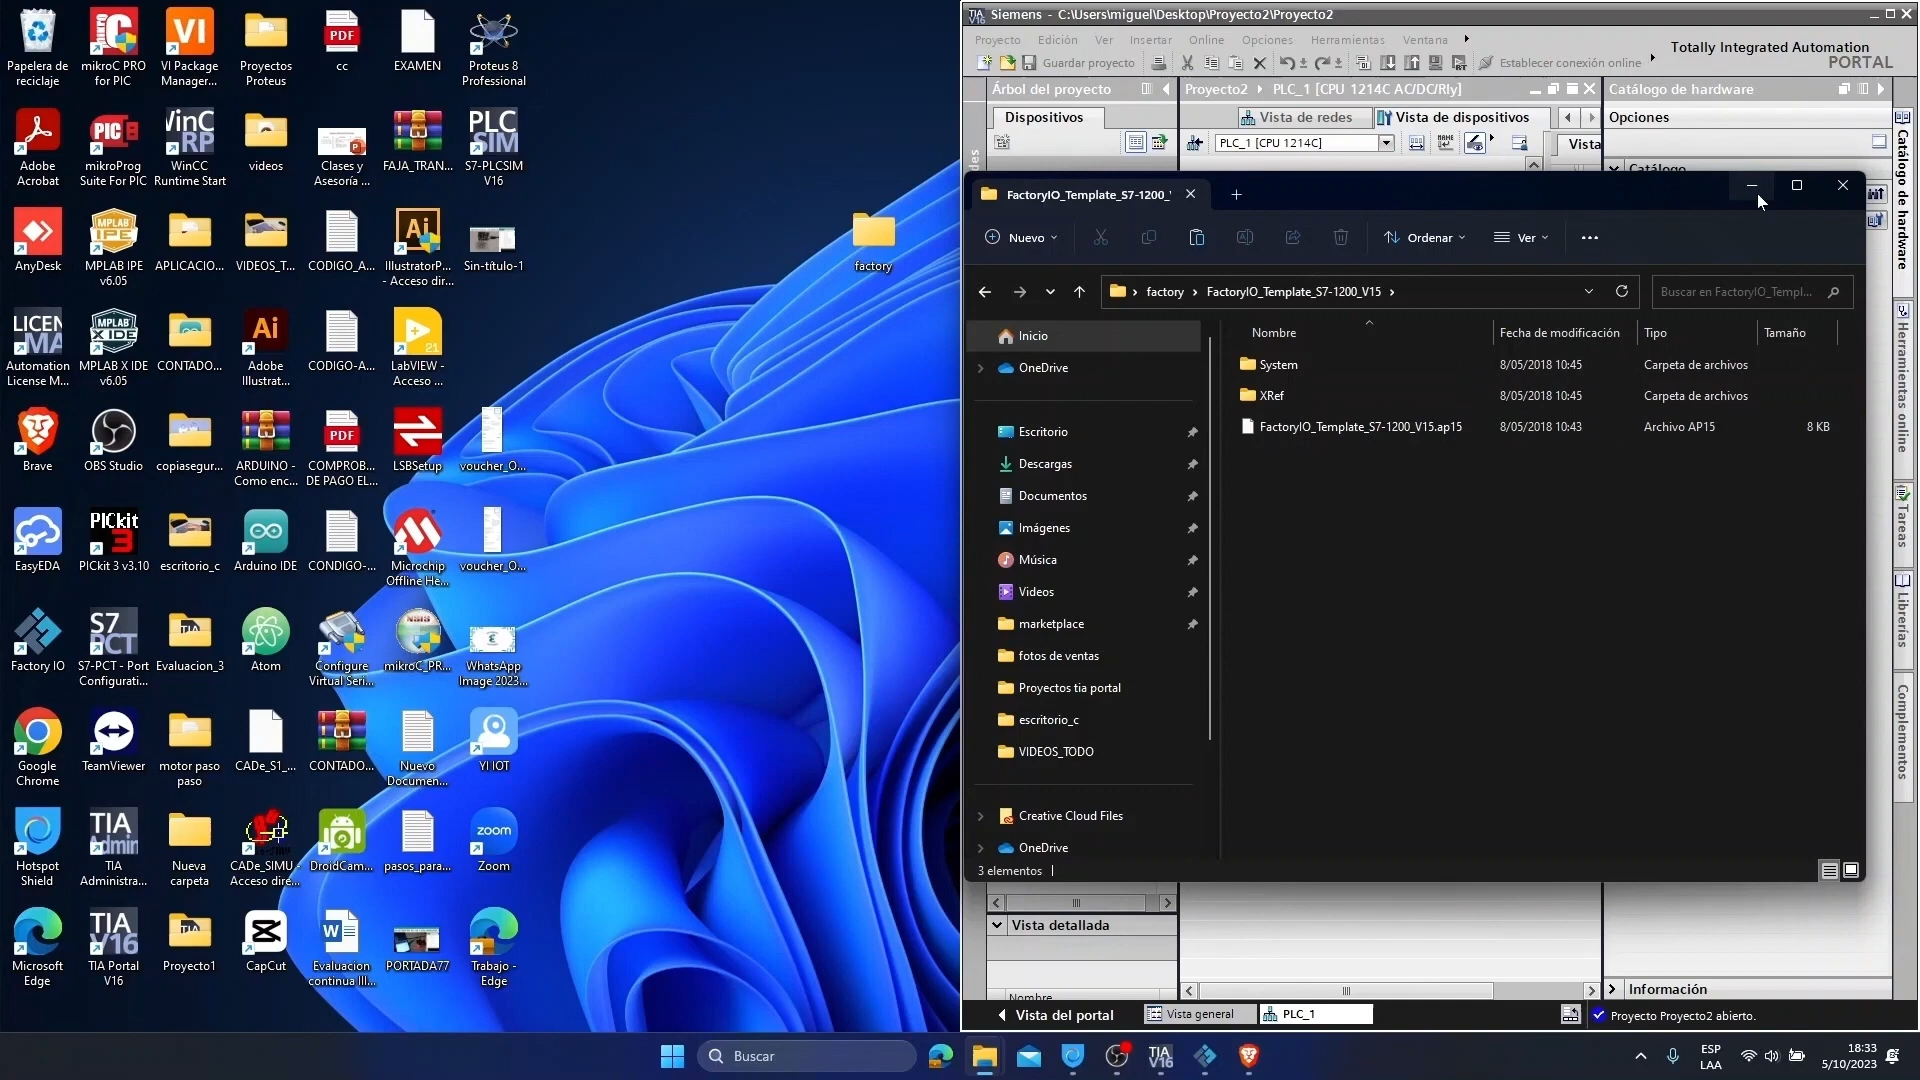 Papelera de reciclaje
mikroC PRO for PIC
VI Package Manager...
Proyectos Proteus
cc
EXAMEN
Proteus 8 Professional
Adobe Acrobat
mikroProg Suite For PIC
WinCC Runtime Start
videos
Clases y Asesoría ...
FAJA_TRAN...
S7-PLCSIM V16
AnyDesk
MPLAB IPE v6.05
APLICACIO...
VIDEOS_T...
CODIGO_A...
IllustratorP... - Acceso dir...
Sin-título-1
factory
Automation License M...
MPLAB X IDE v6.05
CONTADO...
Adobe Illustrat...
CODIGO-A...
LabVIEW - Acceso ...
Brave
OBS Studio
copiasegur...
ARDUINO - Como enc...
COMPROB... DE PAGO EL...
LSBSetup
voucher_O...
EasyEDA
PICkit 3 v3.10
escritorio_c
Arduino IDE
CONDIGO-...
Microchip Offline He...
voucher_O...
Factory IO
S7-PCT - Port Configurati...
Evaluacion_3
Atom
Configure Virtual Seri...
mikroC_PR...
WhatsApp Image 2023...
Google Chrome
TeamViewer
motor paso paso
CADe_S1_...
CONTADO...
Nuevo Documen...
YI IOT
Hotspot Shield
TIA Administra...
Nueva carpeta
CADe_SIMU - Acceso dire...
DroidCam...
pasos_para...
Zoom
Microsoft Edge
TIA Portal V16
Proyecto1
CapCut
Evaluacion continua III...
PORTADA77
Trabajo - Edge
Siemens - C:\Users\miguel\Desktop\Proyecto2\Proyecto2
Proyecto Edición Ver Insertar Online Opciones Herramientas Ventana
Totally Integrated Automation
PORTAL
Guardar proyecto
Establecer conexión online
Árbol del proyecto
Proyecto2 PLC_1 [CPU 1214C AC/DC/Rly]
Catálogo de hardware
Dispositivos
Vista de redes
Vista de dispositivos
Opciones
PLC_1 [CPU 1214C]
Vista
Catálogo
FactoryIO_Template_S7-1200_
Nuevo
Ordenar
Ver
factory > FactoryIO_Template_S7-1200_V15 >
Buscar en FactoryIO_Templ...
Nombre Fecha de modificación Tipo Tamaño
System 8/05/2018 10:45 Carpeta de archivos
XRef 8/05/2018 10:45 Carpeta de archivos
FactoryIO_Template_S7-1200_V15.ap15 8/05/2018 10:43 Archivo AP15 8 KB
Inicio
OneDrive
Escritorio
Descargas
Documentos
Imágenes
Música
Videos
marketplace
fotos de ventas
Proyectos tia portal
escritorio_c
VIDEOS_TODO
Creative Cloud Files
OneDrive
3 elementos
Catálogo de hardware
Herramientas online
Tareas
Librerías
Complementos
Vista detallada
Nombre
Información
Vista del portal
Vista general
PLC_1
Proyecto Proyecto2 abierto.
Buscar
ESP
LAA
18:33
5/10/2023